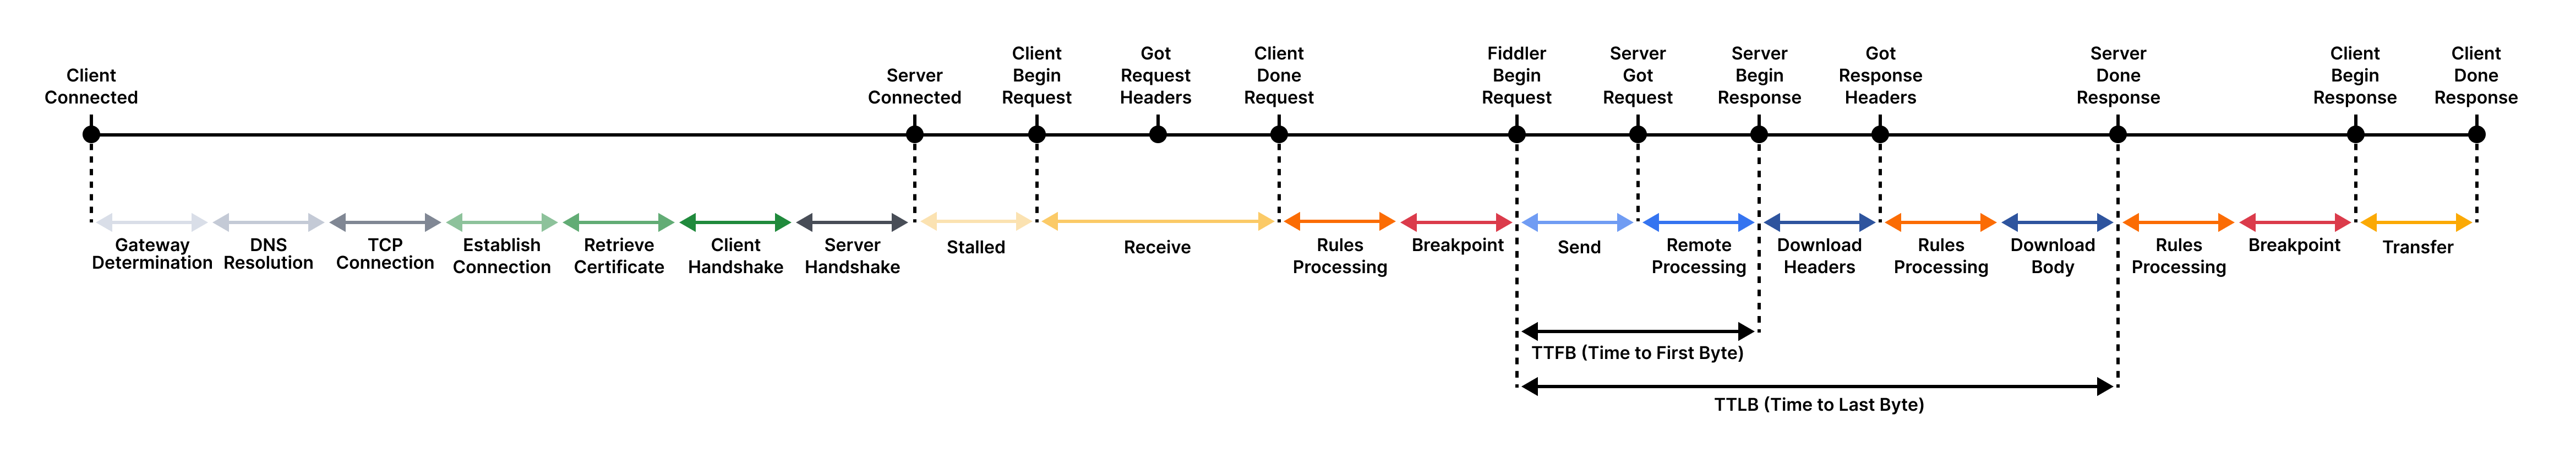 Client
Connected
Server
Connected
Client
Begin
Request
Got
Request
Headers
Client
Done
Request
Fiddler
Begin
Request
Server
Got
Request
Server
Begin
Response
Got
Response
Headers
Server
Done
Response
Client
Begin
Response
Client
Done
Response
Gateway
Determination
DNS
Resolution
TCP
Connection
Establish
Connection
Retrieve
Certificate
Client
Handshake
Server
Handshake
Stalled
Receive
Rules
Processing
Breakpoint
Send
Remote
Processing
Download
Headers
Rules
Processing
Download
Body
Rules
Processing
Breakpoint
Transfer
TTFB (Time to First Byte)
TTLB (Time to Last Byte)